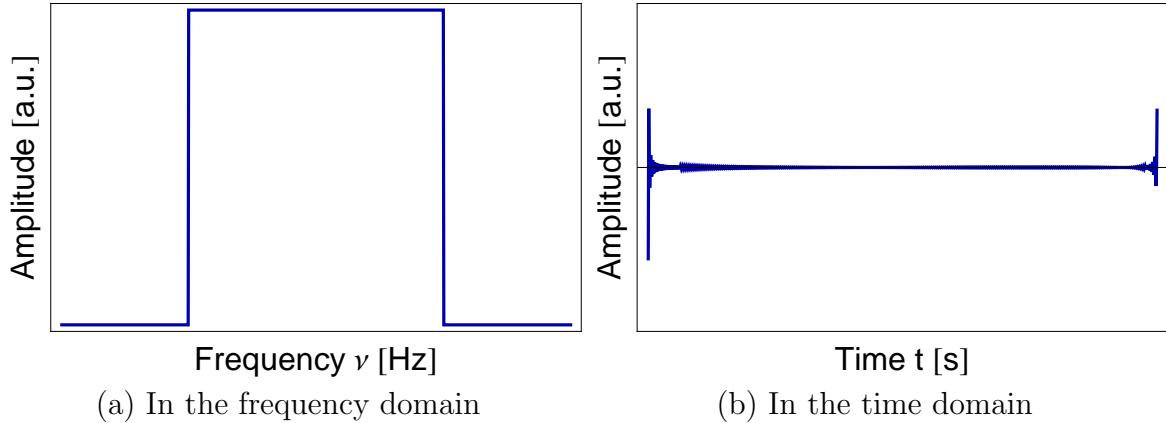 Amplitude [a.u.]
Frequency ν [Hz]
(a) In the frequency domain
Amplitude [a.u.]
Time t [s]
(b) In the time domain